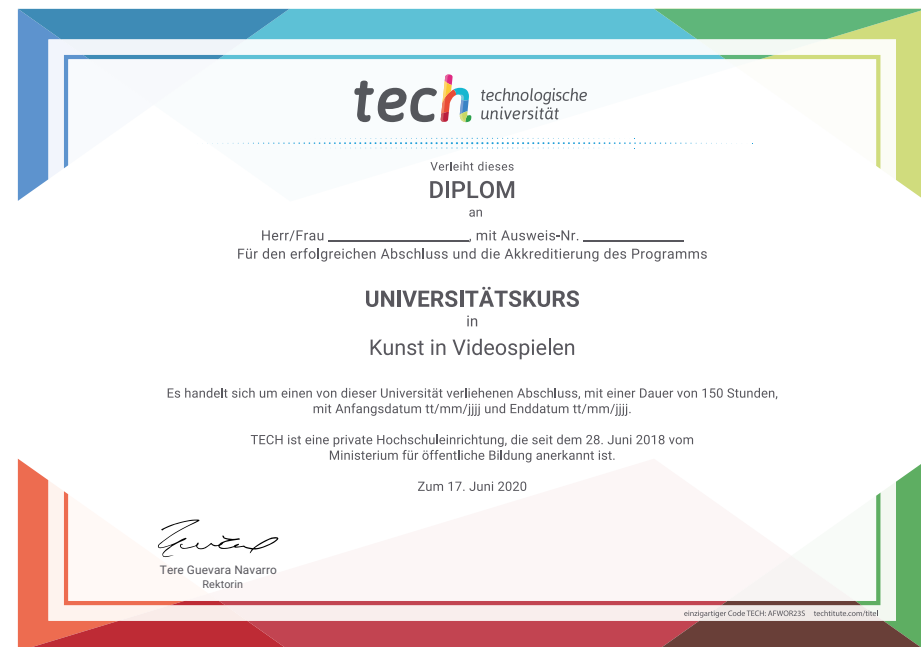 tech technologische
universität
Verleiht dieses
DIPLOM
an
Herr/Frau ____________________, mit Ausweis-Nr. ______________
Für den erfolgreichen Abschluss und die Akkreditierung des Programms
UNIVERSITÄTSKURS
in
Kunst in Videospielen
Es handelt sich um einen von dieser Universität verliehenen Abschluss, mit einer Dauer von 150 Stunden,
mit Anfangsdatum tt/mm/jjjj und Enddatum tt/mm/jjjj.
TECH ist eine private Hochschuleinrichtung, die seit dem 28. Juni 2018 vom
Ministerium für öffentliche Bildung anerkannt ist.
Zum 17. Juni 2020
Tere Guevara Navarro
Rektorin
einzigartiger Code TECH: AFWOR23S techtitute.com/titel